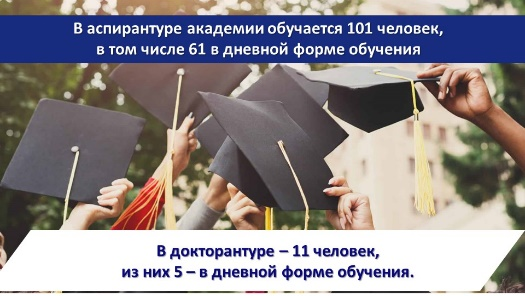 В аспирантуре академии обучается 101 человек,
в том числе 61 в дневной форме обучения
В докторантуре – 11 человек,
из них 5 – в дневной форме обучения.